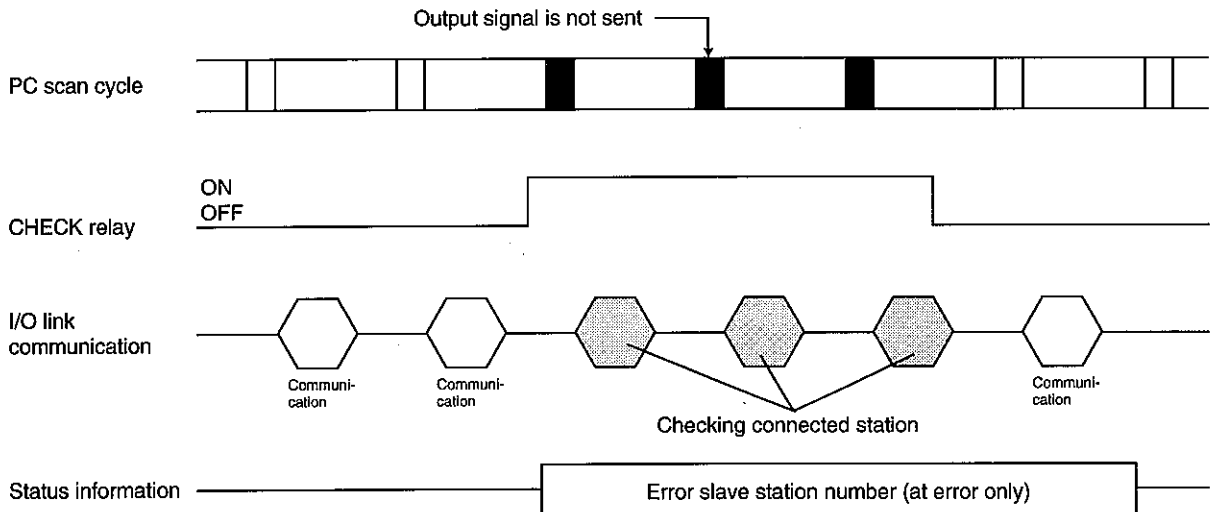 Output signal is not sent
PC scan cycle
ON
OFF
CHECK relay
I/O link
communication
Communi-
cation
Communi-
cation
Communi-
cation
Checking connected station
Status information
Error slave station number (at error only)